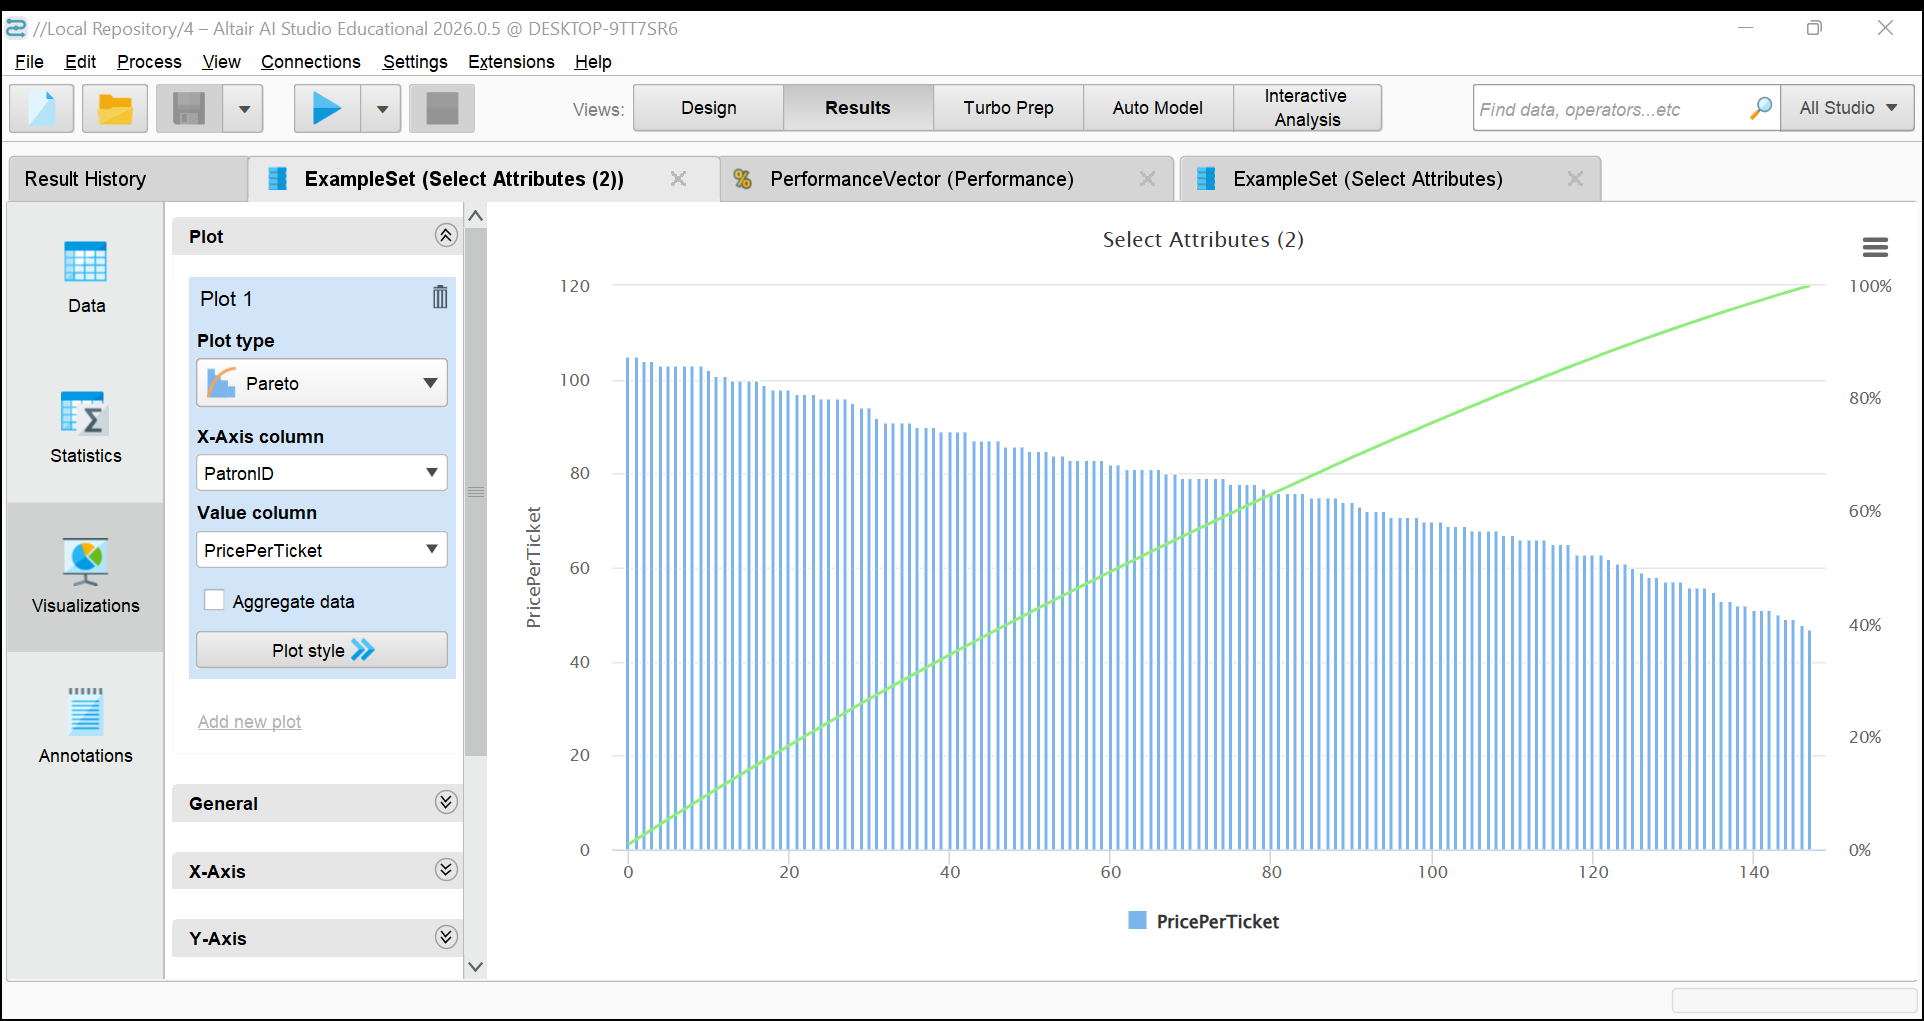 //Local Repository/4 – Altair AI Studio Educational 2026.0.5 @ DESKTOP-9TT7SR6
File Edit Process View Connections Settings Extensions Help
Views: Design Results Turbo Prep Auto Model Interactive Analysis Find data, operators...etc All Studio
Result History ExampleSet (Select Attributes (2)) PerformanceVector (Performance) ExampleSet (Select Attributes)
Data
Statistics
Visualizations
Annotations
Plot
Plot 1
Plot type
Pareto
X-Axis column
PatronID
Value column
PricePerTicket
Aggregate data
Plot style
Add new plot
General
X-Axis
Y-Axis
Select Attributes (2)
PricePerTicket
120
100
80
60
40
20
0
100%
80%
60%
40%
20%
0%
0 20 40 60 80 100 120 140
PricePerTicket